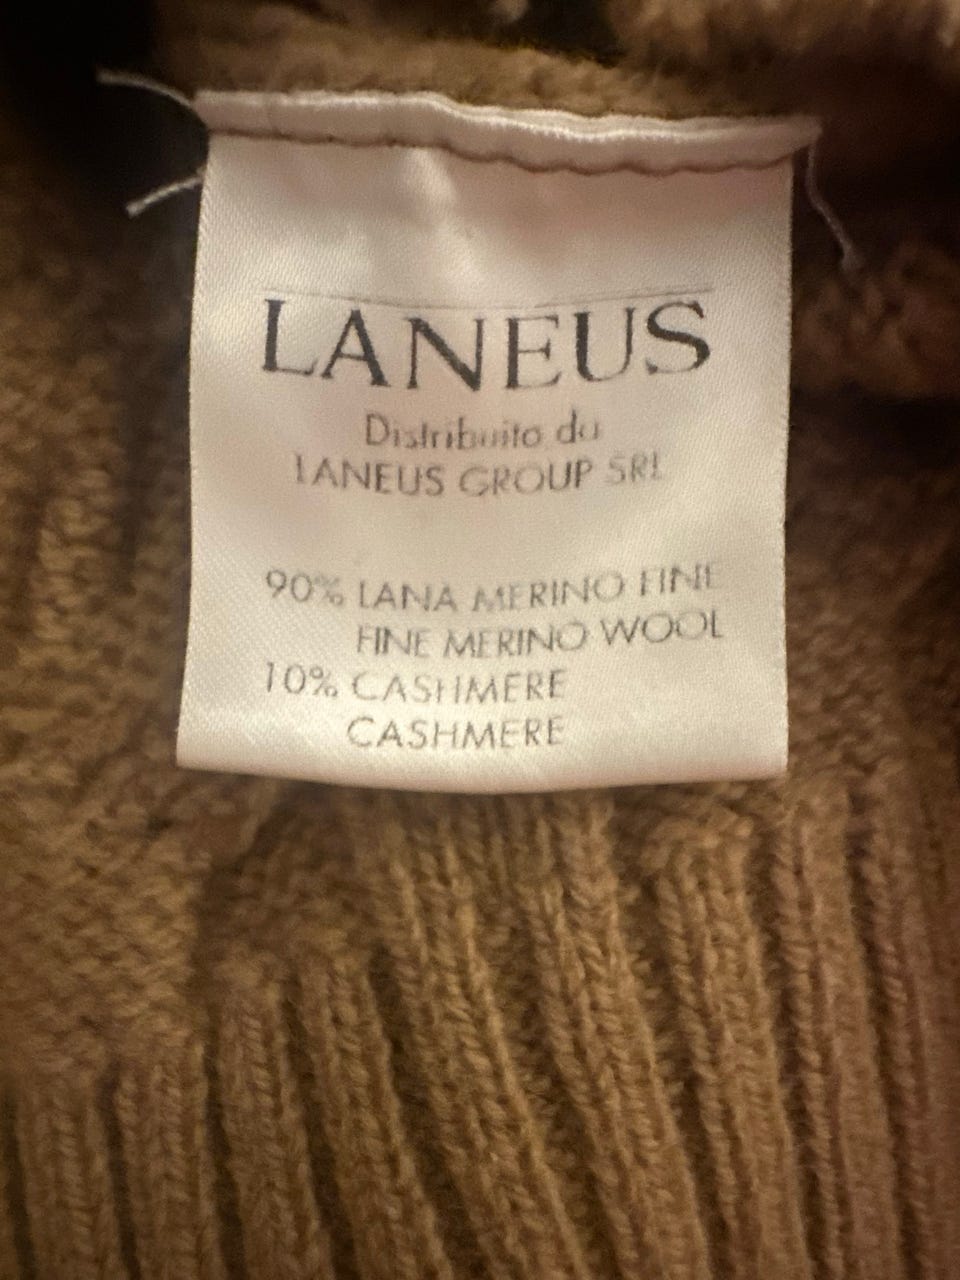 LANEUS
Distribuito da
LANEUS GROUP SRL
90% LANA MERINO FINE
FINE MERINO WOOL
10% CASHMERE
CASHMERE